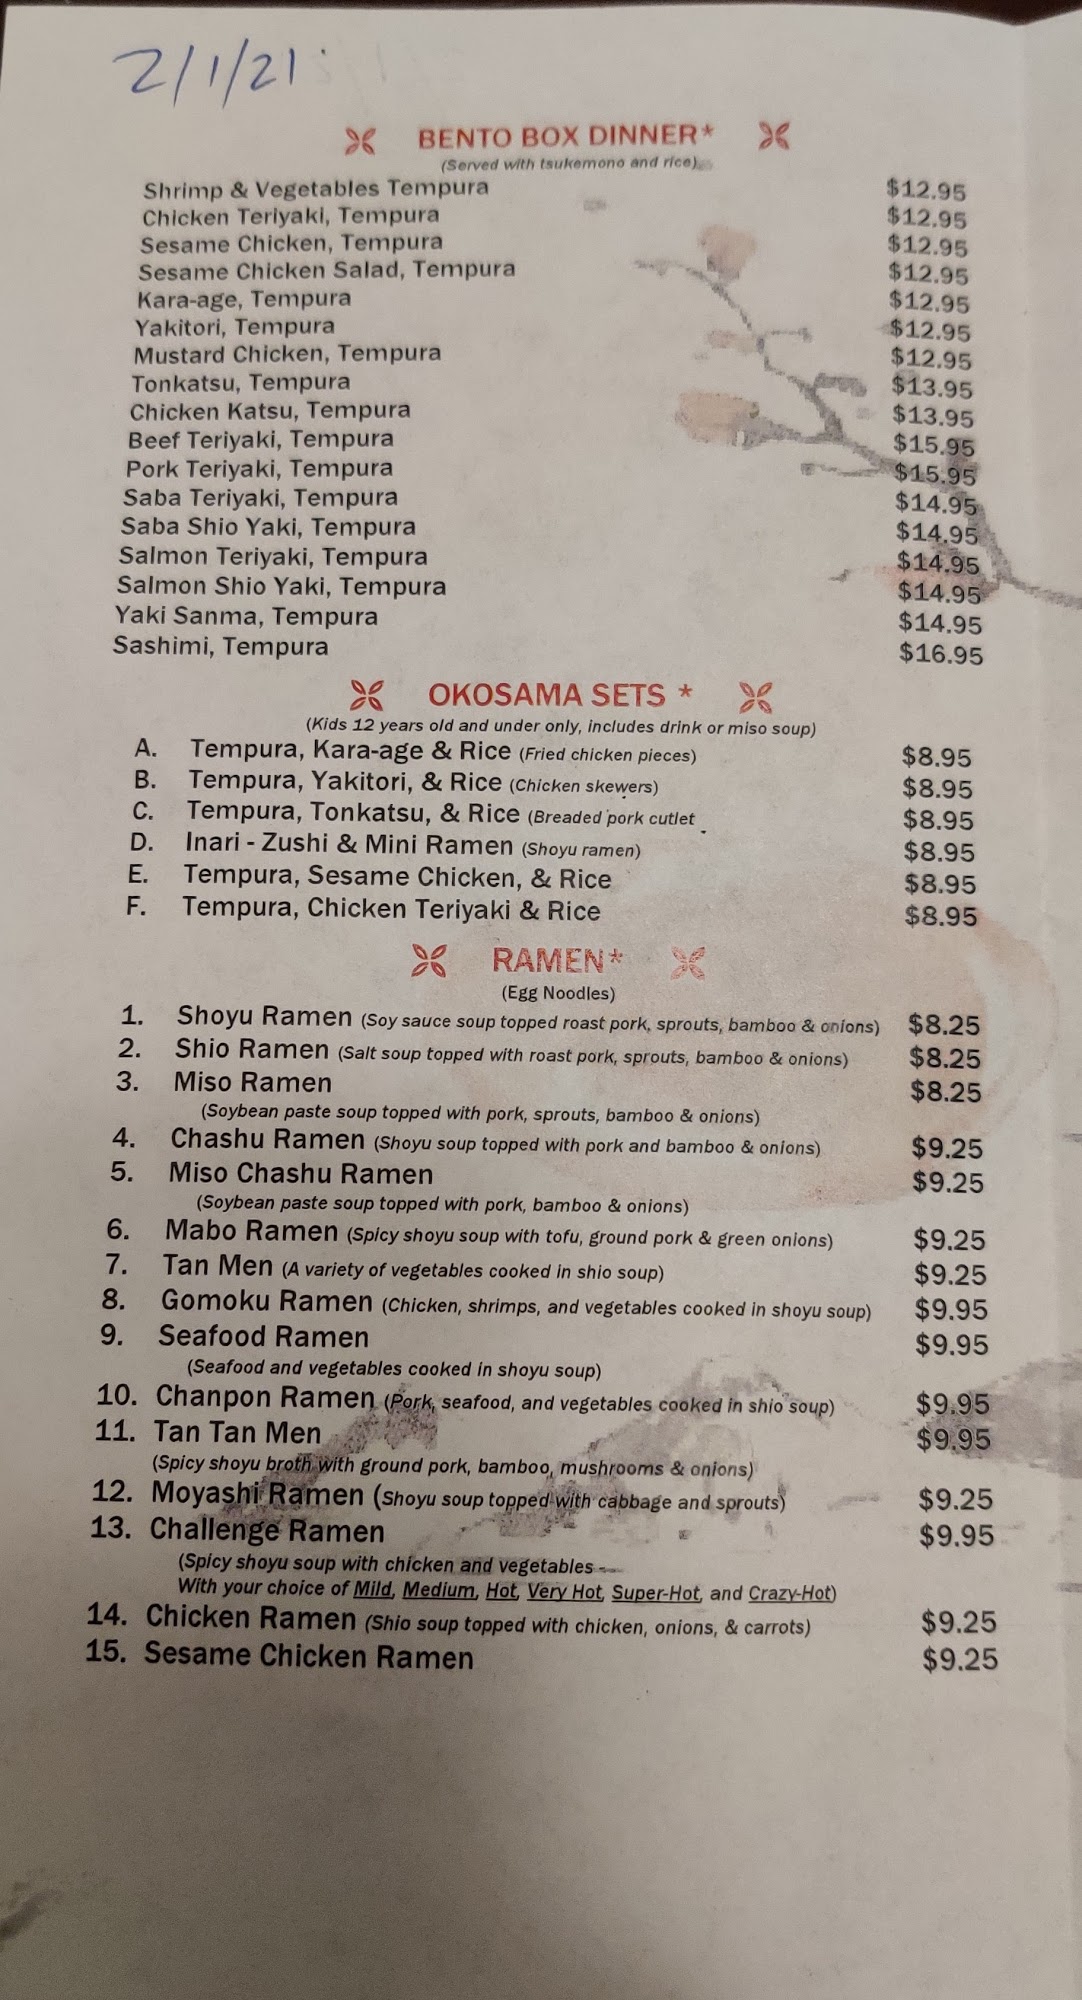 2/1/21
BENTO BOX DINNER*
(Served with tsukemono and rice)
Shrimp & Vegetables Tempura $12.95
Chicken Teriyaki, Tempura $12.95
Sesame Chicken, Tempura $12.95
Sesame Chicken Salad, Tempura $12.95
Kara-age, Tempura $12.95
Yakitori, Tempura $12.95
Mustard Chicken, Tempura $12.95
Tonkatsu, Tempura $13.95
Chicken Katsu, Tempura $13.95
Beef Teriyaki, Tempura $15.95
Pork Teriyaki, Tempura $15.95
Saba Teriyaki, Tempura $14.95
Saba Shio Yaki, Tempura $14.95
Salmon Teriyaki, Tempura $14.95
Salmon Shio Yaki, Tempura $14.95
Yaki Sanma, Tempura $14.95
Sashimi, Tempura $16.95
OKOSAMA SETS *
(Kids 12 years old and under only, includes drink or miso soup)
A. Tempura, Kara-age & Rice (Fried chicken pieces) $8.95
B. Tempura, Yakitori, & Rice (Chicken skewers) $8.95
C. Tempura, Tonkatsu, & Rice (Breaded pork cutlet $8.95
D. Inari - Zushi & Mini Ramen (Shoyu ramen) $8.95
E. Tempura, Sesame Chicken, & Rice $8.95
F. Tempura, Chicken Teriyaki & Rice $8.95
RAMEN*
(Egg Noodles)
1. Shoyu Ramen (Soy sauce soup topped roast pork, sprouts, bamboo & onions) $8.25
2. Shio Ramen (Salt soup topped with roast pork, sprouts, bamboo & onions) $8.25
3. Miso Ramen $8.25
(Soybean paste soup topped with pork, sprouts, bamboo & onions)
4. Chashu Ramen (Shoyu soup topped with pork and bamboo & onions) $9.25
5. Miso Chashu Ramen $9.25
(Soybean paste soup topped with pork, bamboo & onions)
6. Mabo Ramen (Spicy shoyu soup with tofu, ground pork & green onions) $9.25
7. Tan Men (A variety of vegetables cooked in shio soup) $9.25
8. Gomoku Ramen (Chicken, shrimps, and vegetables cooked in shoyu soup) $9.95
9. Seafood Ramen $9.95
(Seafood and vegetables cooked in shoyu soup)
10. Chanpon Ramen (Pork, seafood, and vegetables cooked in shio soup) $9.95
11. Tan Tan Men $9.95
(Spicy shoyu broth with ground pork, bamboo, mushrooms & onions)
12. Moyashi Ramen (Shoyu soup topped with cabbage and sprouts) $9.25
13. Challenge Ramen $9.95
(Spicy shoyu soup with chicken and vegetables -
With your choice of Mild, Medium, Hot, Very Hot, Super-Hot, and Crazy-Hot)
14. Chicken Ramen (Shio soup topped with chicken, onions, & carrots) $9.25
15. Sesame Chicken Ramen $9.25